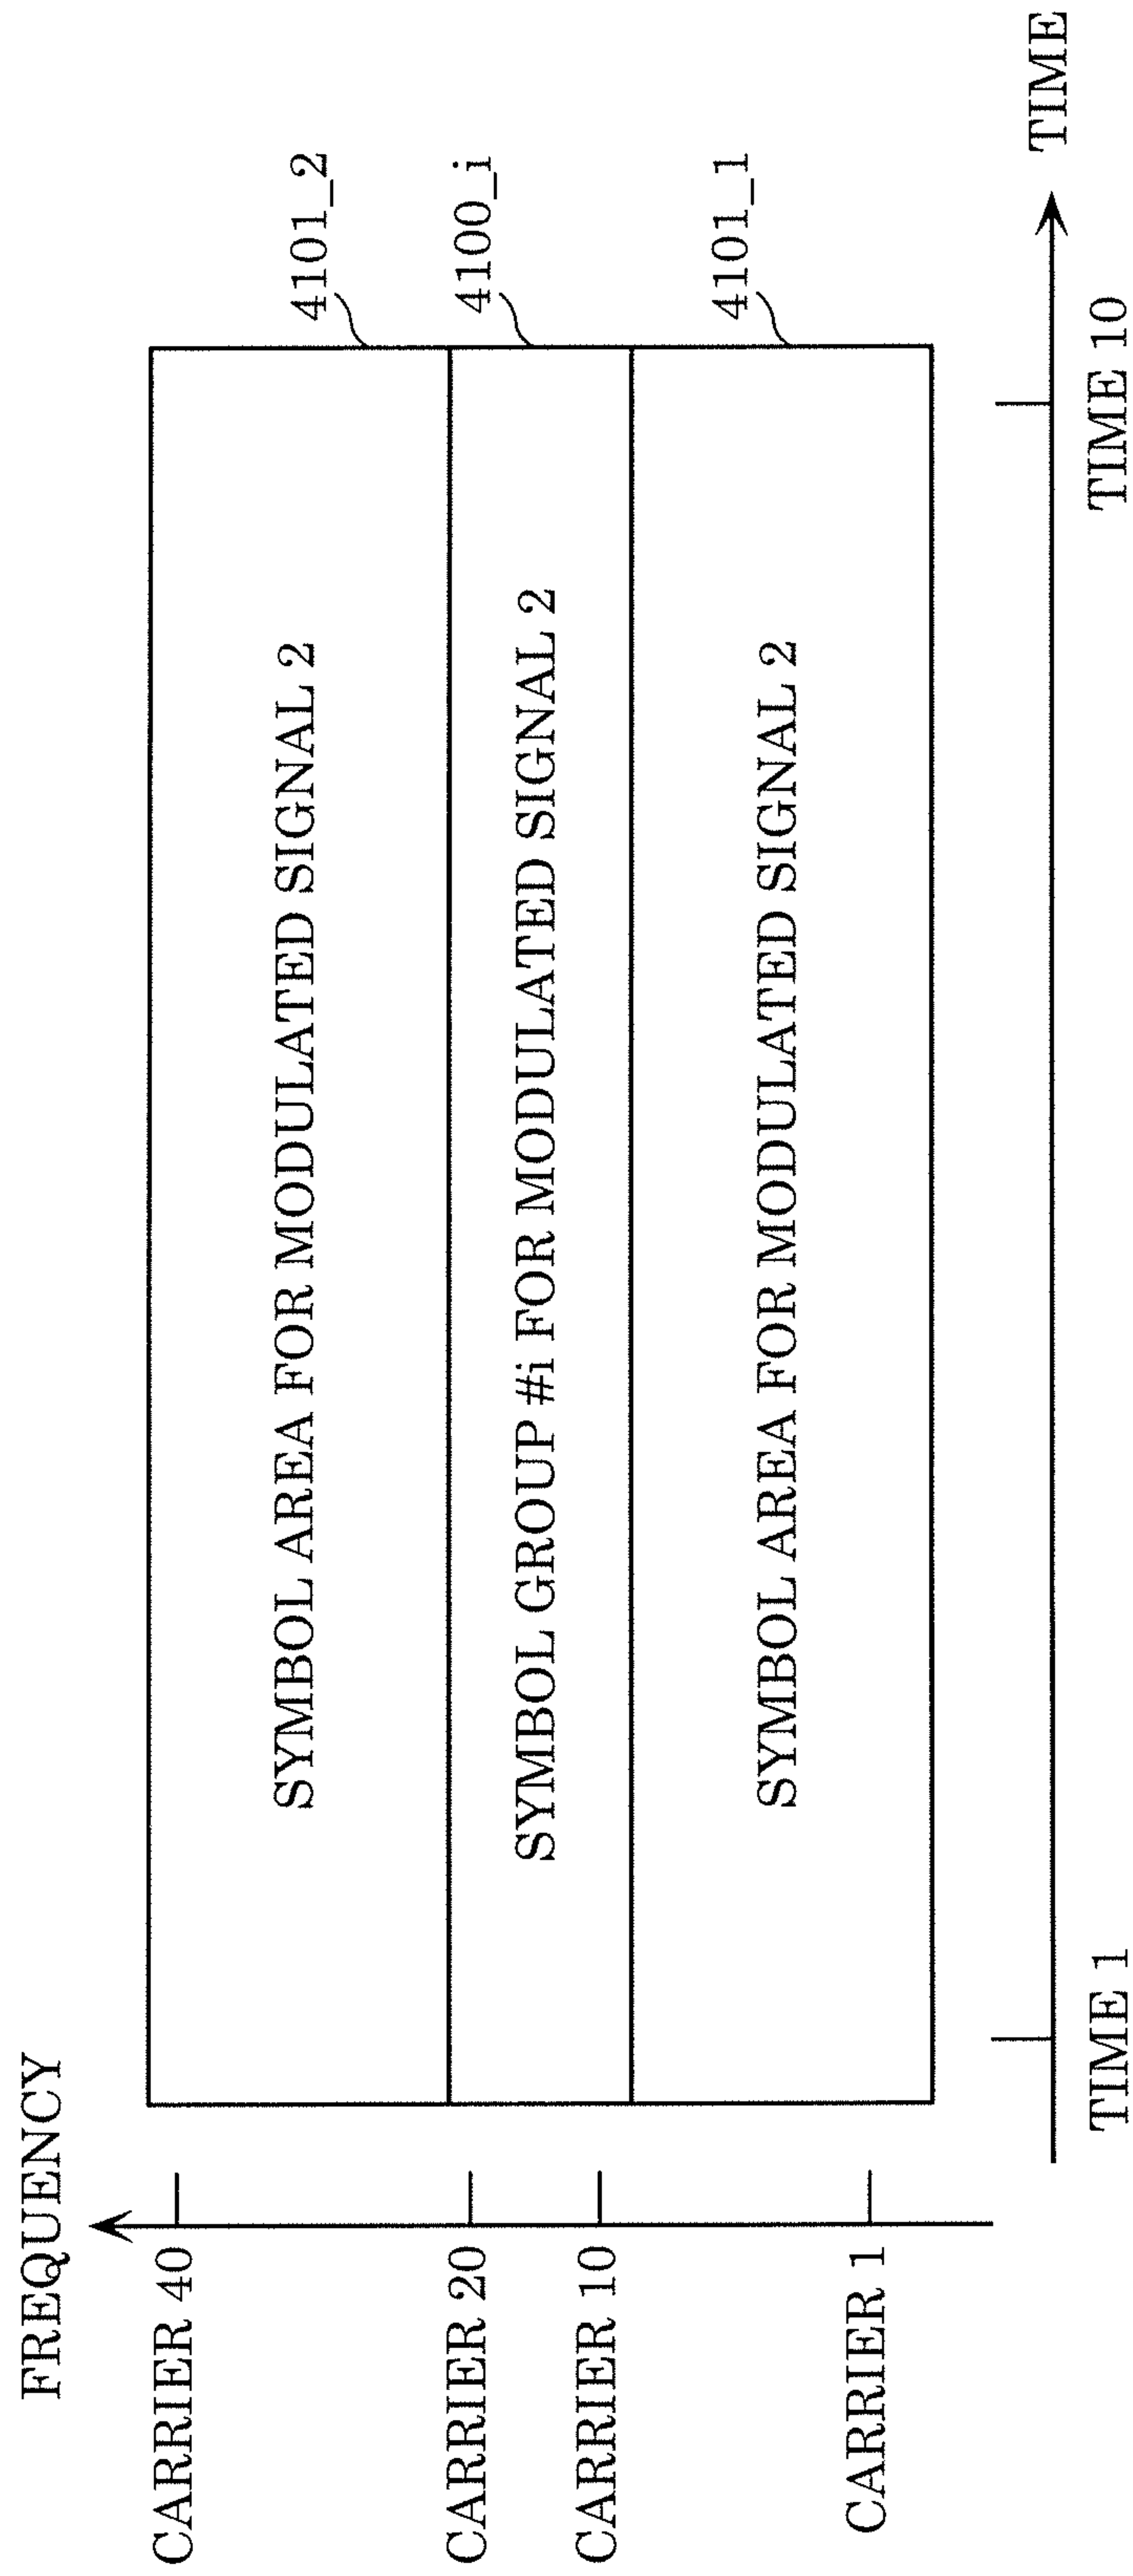 FREQUENCY
CARRIER 40
CARRIER 20
CARRIER 10
CARRIER 1
SYMBOL AREA FOR MODULATED SIGNAL 2
4101_2
SYMBOL GROUP #i FOR MODULATED SIGNAL 2
4100_i
SYMBOL AREA FOR MODULATED SIGNAL 2
4101_1
TIME 1
TIME 10
TIME